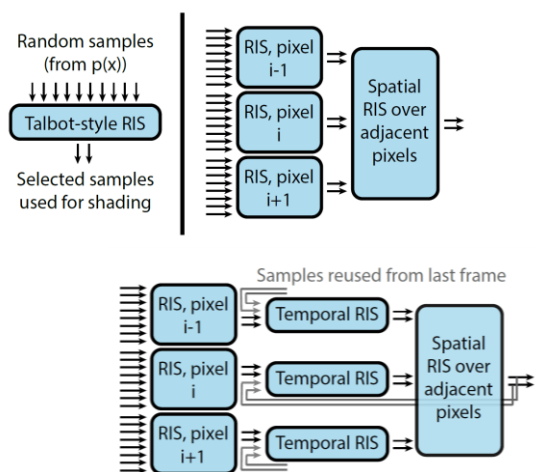 Random samples
(from p(x))
Talbot-style RIS
Selected samples
used for shading
RIS, pixel
i-1
RIS, pixel
i
RIS, pixel
i+1
Spatial
RIS over
adjacent
pixels
Samples reused from last frame
RIS, pixel
i-1
Temporal RIS
RIS, pixel
i
Temporal RIS
RIS, pixel
i+1
Temporal RIS
Spatial
RIS over
adjacent
pixels